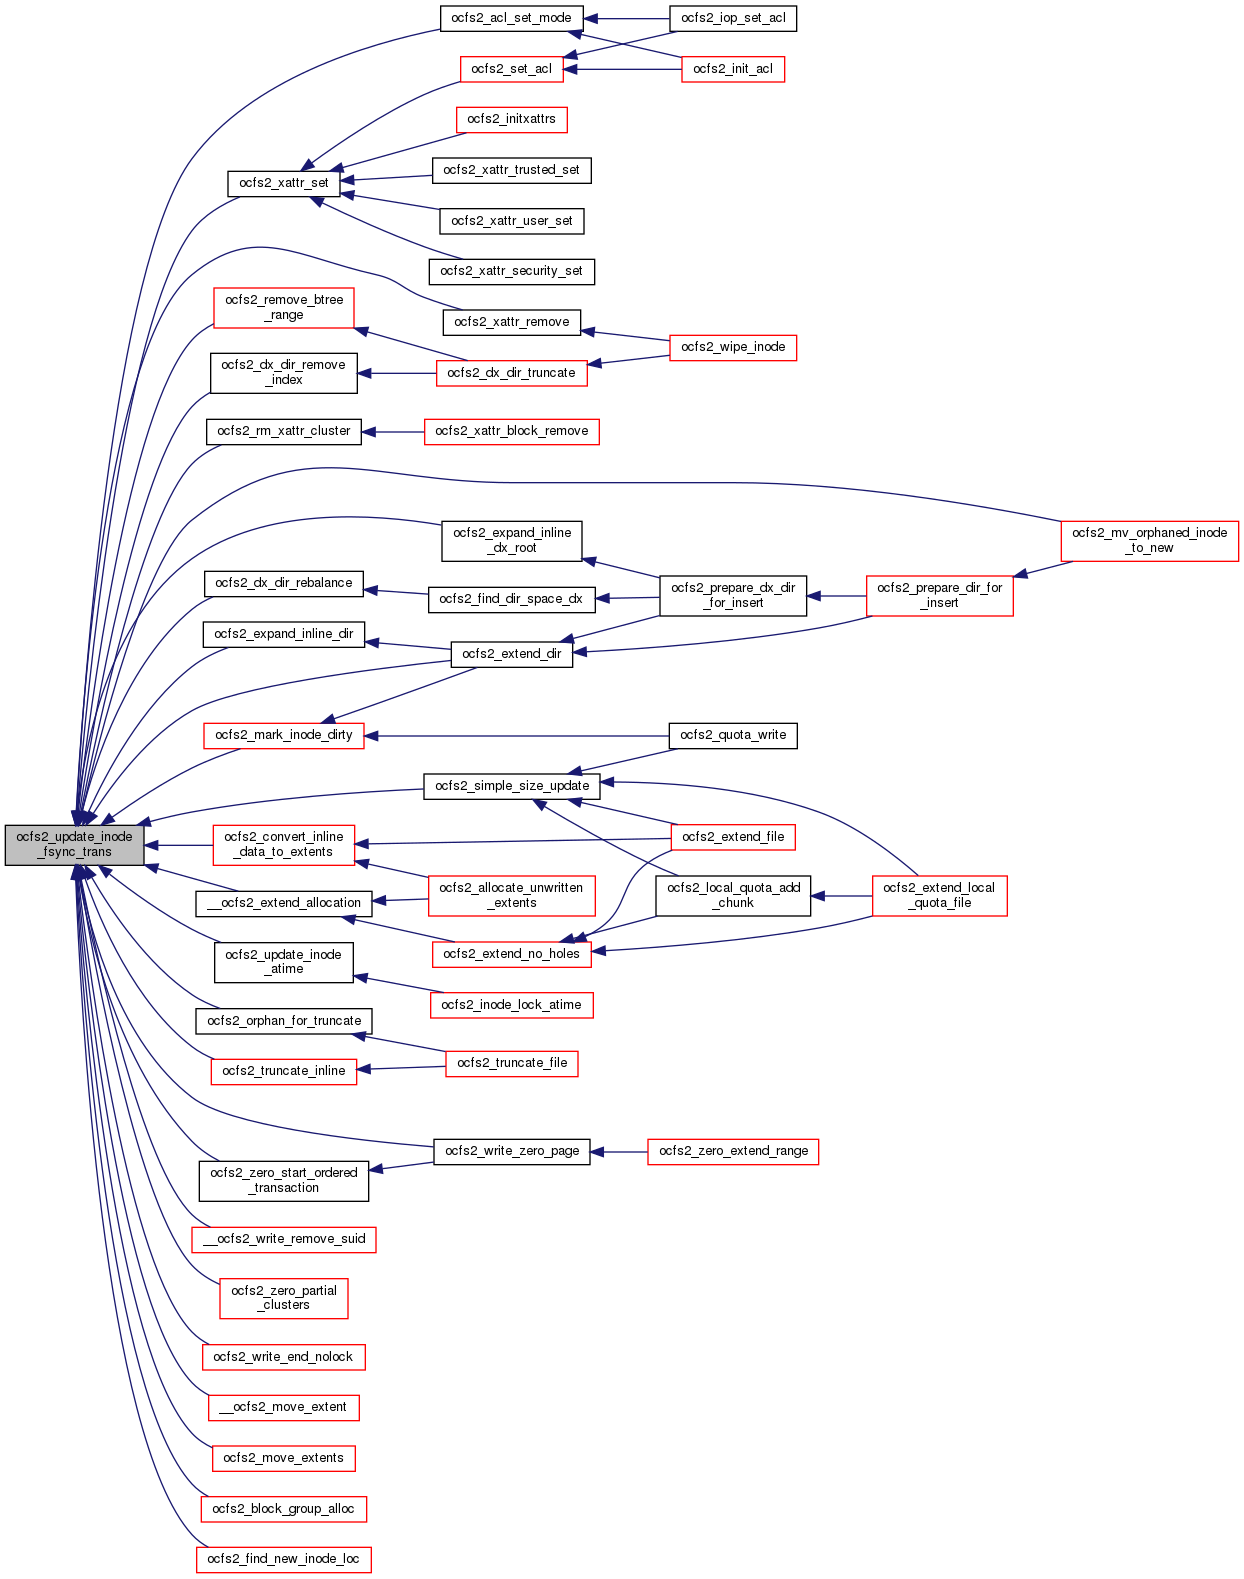 ocfs2_acl_set_mode
ocfs2_iop_set_acl
ocfs2_set_acl
ocfs2_init_acl
ocfs2_initxattrs
ocfs2_xattr_trusted_set
ocfs2_xattr_set
ocfs2_xattr_user_set
ocfs2_xattr_security_set
ocfs2_remove_btree
_range
ocfs2_xattr_remove
ocfs2_wipe_inode
ocfs2_dx_dir_remove
_index
ocfs2_dx_dir_truncate
ocfs2_rm_xattr_cluster
ocfs2_xattr_block_remove
ocfs2_expand_inline
_dx_root
ocfs2_mv_orphaned_inode
_to_new
ocfs2_dx_dir_rebalance
ocfs2_find_dir_space_dx
ocfs2_prepare_dx_dir
_for_insert
ocfs2_prepare_dir_for
_insert
ocfs2_expand_inline_dir
ocfs2_extend_dir
ocfs2_mark_inode_dirty
ocfs2_quota_write
ocfs2_simple_size_update
ocfs2_update_inode
_fsync_trans
ocfs2_convert_inline
_data_to_extents
ocfs2_extend_file
__ocfs2_extend_allocation
ocfs2_allocate_unwritten
_extents
ocfs2_local_quota_add
_chunk
ocfs2_extend_local
_quota_file
ocfs2_update_inode
_atime
ocfs2_extend_no_holes
ocfs2_inode_lock_atime
ocfs2_orphan_for_truncate
ocfs2_truncate_inline
ocfs2_truncate_file
ocfs2_write_zero_page
ocfs2_zero_extend_range
ocfs2_zero_start_ordered
_transaction
__ocfs2_write_remove_suid
ocfs2_zero_partial
_clusters
ocfs2_write_end_nolock
__ocfs2_move_extent
ocfs2_move_extents
ocfs2_block_group_alloc
ocfs2_find_new_inode_loc